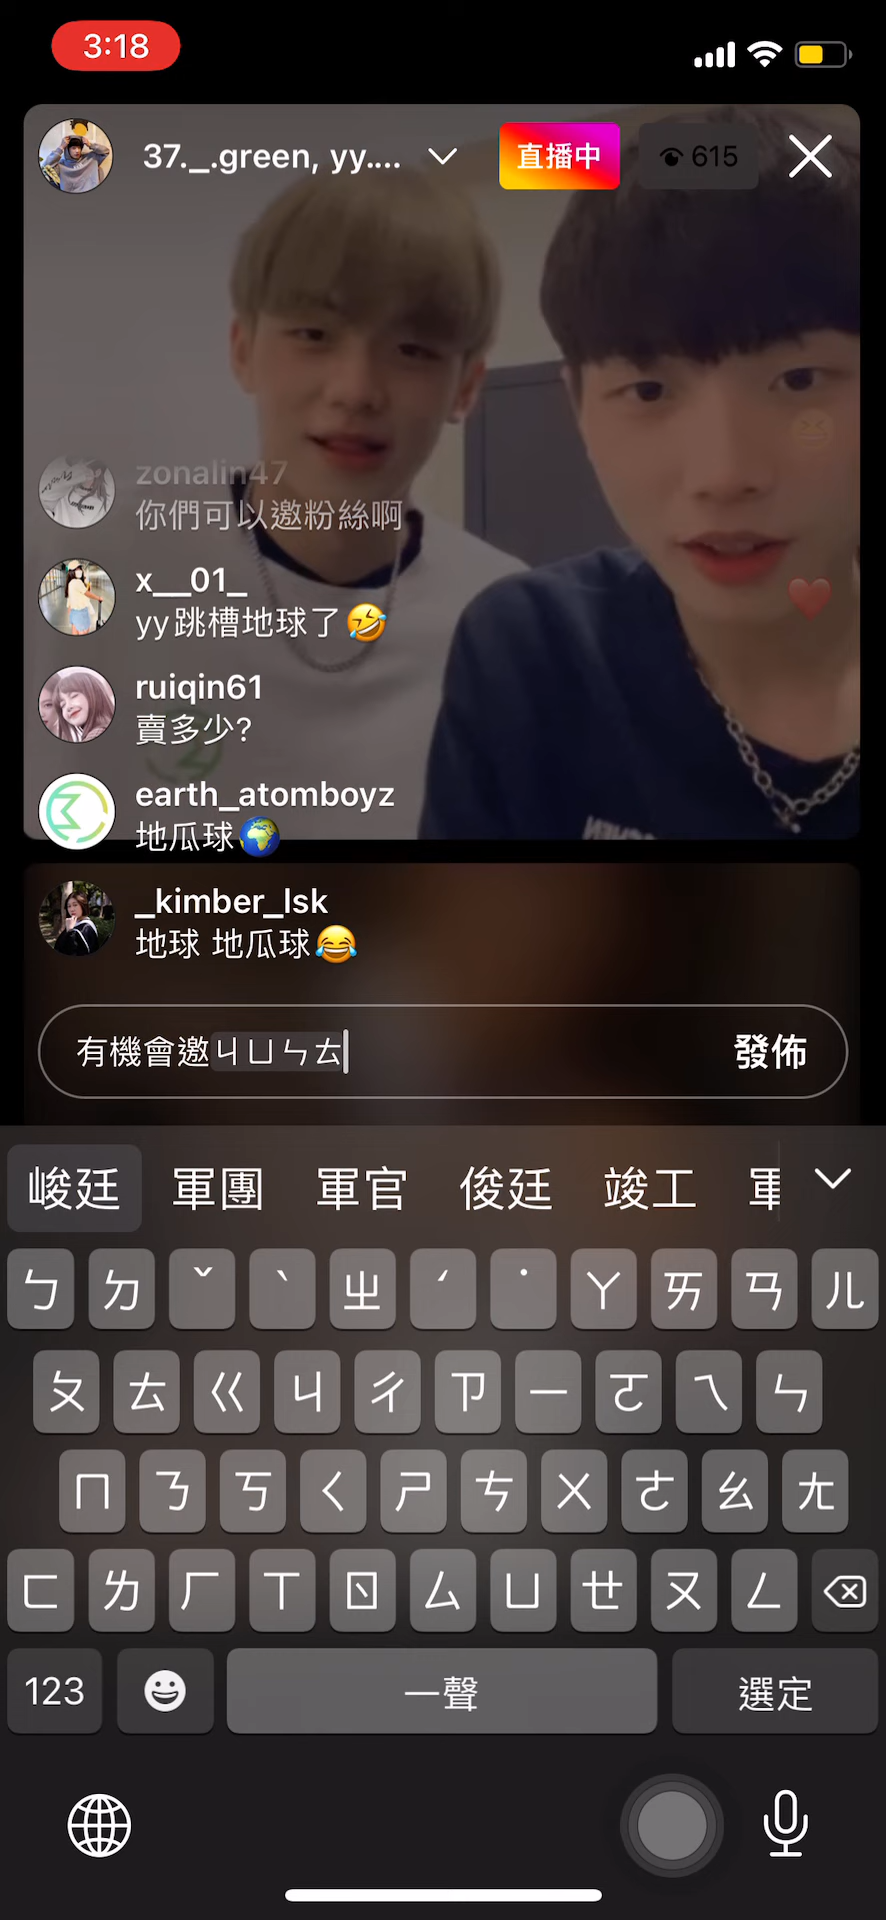 3:18
37._.green, yy....
直播中
615
zonalin47
你們可以邀粉絲啊
x__01_
yy跳槽地球了🤣
ruiqin61
賣多少?
earth_atomboyz
地瓜球🌍
_kimber_lsk
地球 地瓜球😂
有機會邀ㄐㄩㄣㄊ
發佈
峻廷 軍團 軍官 俊廷 竣工
ㄅ ㄉ ˇ ˋ ㄓ ˊ ˙ ㄚ ㄞ ㄢ ㄦ
ㄆ ㄊ ㄍ ㄐ ㄔ ㄗ ㄧ ㄛ ㄟ ㄣ
ㄇ ㄋ ㄎ ㄑ ㄕ ㄘ ㄨ ㄜ ㄠ ㄤ
ㄈ ㄌ ㄏ ㄒ ㄖ ㄙ ㄩ ㄝ ㄡ ㄥ
123 一聲 選定